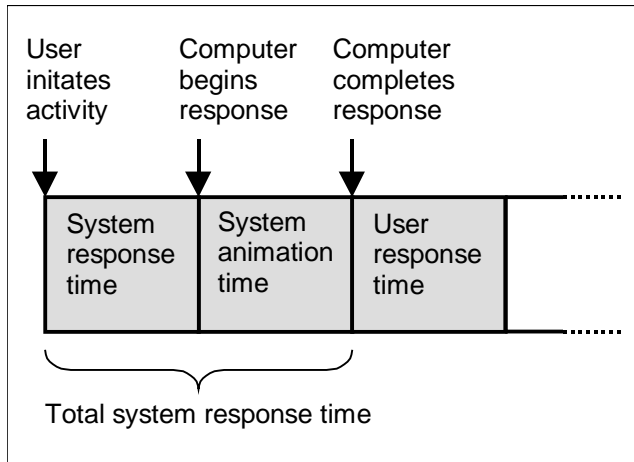 User
initates
activity
Computer
begins
response
Computer
completes
response
System
response
time
System
animation
time
User
response
time
Total system response time